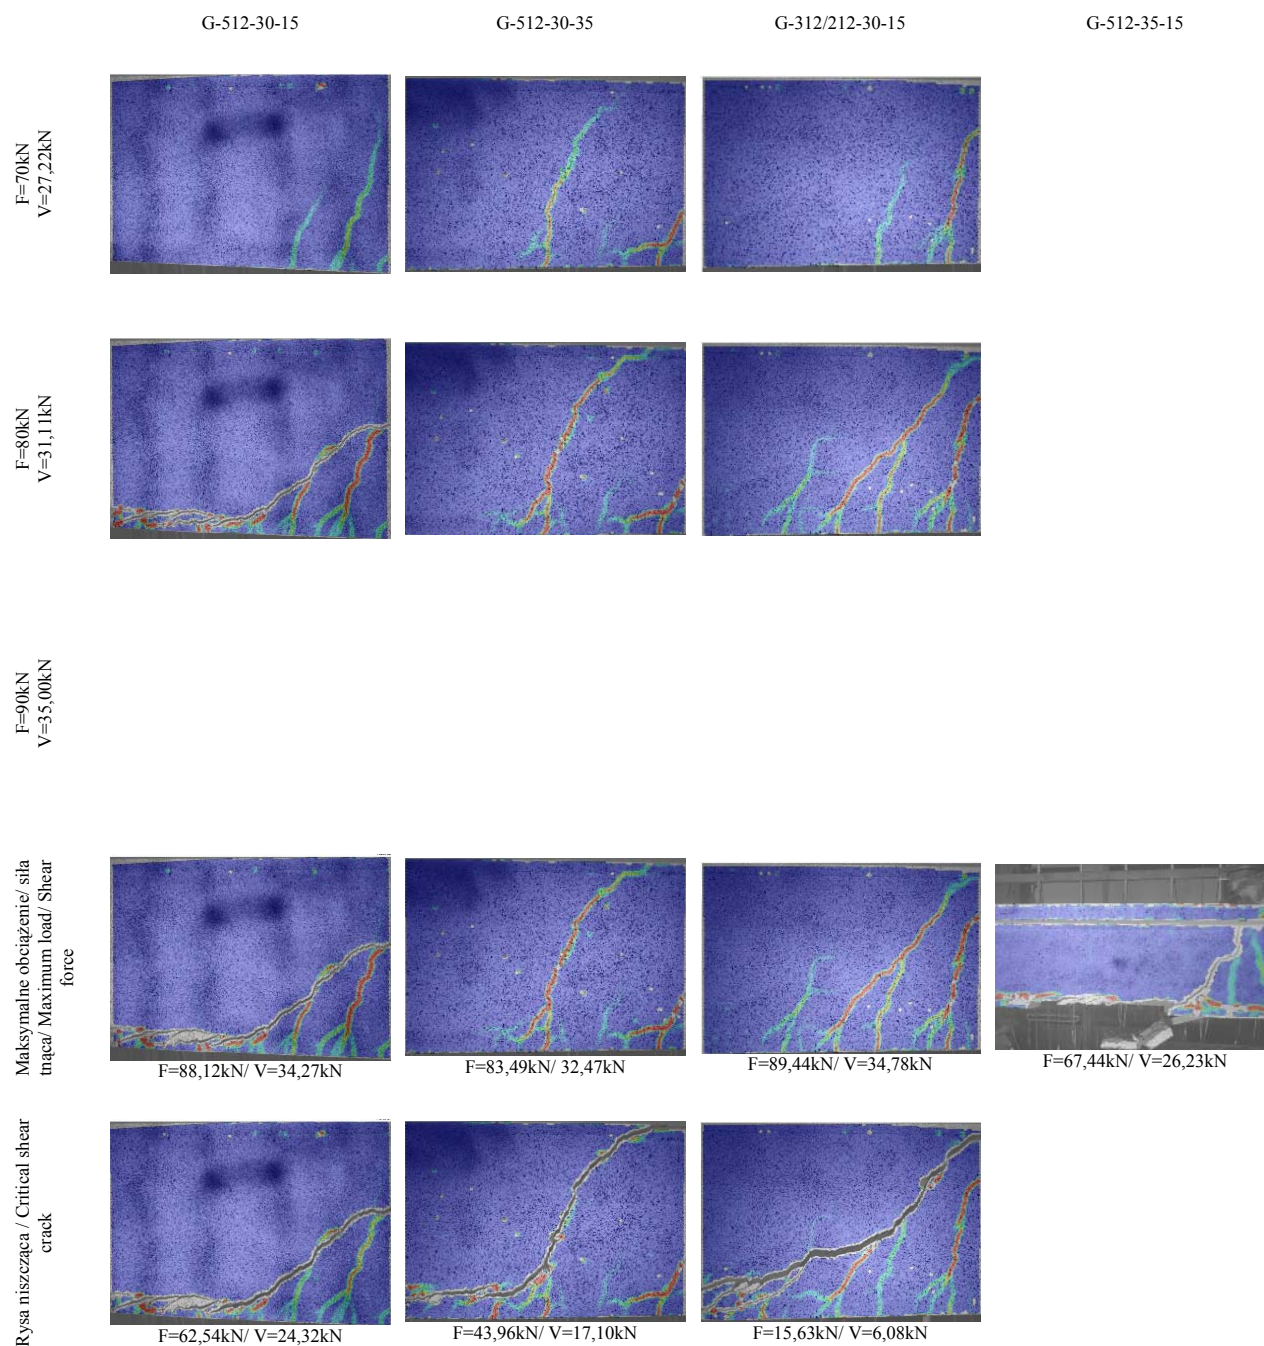 G-512-30-15
G-512-30-35
G-312/212-30-15
G-512-35-15
F=70kN
V=27,22kN
F=80kN
V=31,11kN
F=90kN
V=35,00kN
Maksymalne obciążenie/ siła
tnąca/ Maximum load/ Shear
force
F=88,12kN/ V=34,27kN
F=83,49kN/ 32,47kN
F=89,44kN/ V=34,78kN
F=67,44kN/ V=26,23kN
Rysa niszcząca / Critical shear
crack
F=62,54kN/ V=24,32kN
F=43,96kN/ V=17,10kN
F=15,63kN/ V=6,08kN